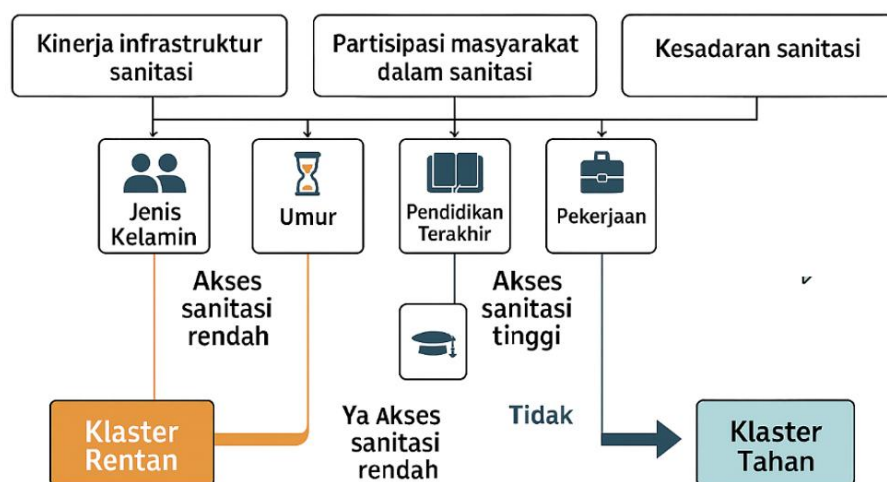 Kinerja infrastruktur
sanitasi
Partisipasi masyarakat
dalam sanitasi
Kesadaran sanitasi
Jenis
Kelamin
Umur
Pendidikan
Terakhir
Pekerjaan
Akses
sanitasi
rendah
Akses
sanitasi
tinggi
Klaster
Rentan
Ya Akses
sanitasi
rendah
Tidak
Klaster
Tahan